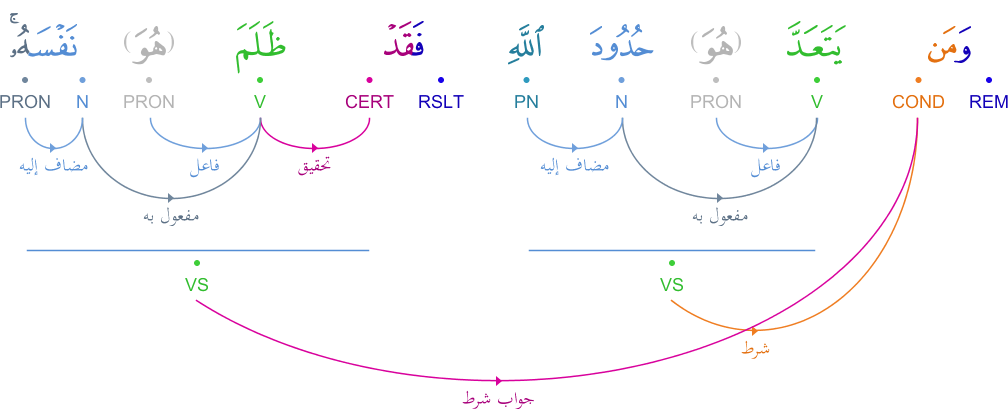 وَمَن يَتَعَدَّ (هُوَ) حُدُودَ ٱللَّهِ فَقَدْ ظَلَمَ (هُوَ) نَفْسَهُۥ ۚ
REM COND V PRON N PN RSLT CERT V PRON N PRON
فاعل مضاف إليه تحقيق فاعل مضاف إليه
مفعول به مفعول به
VS VS
شرط
جواب شرط